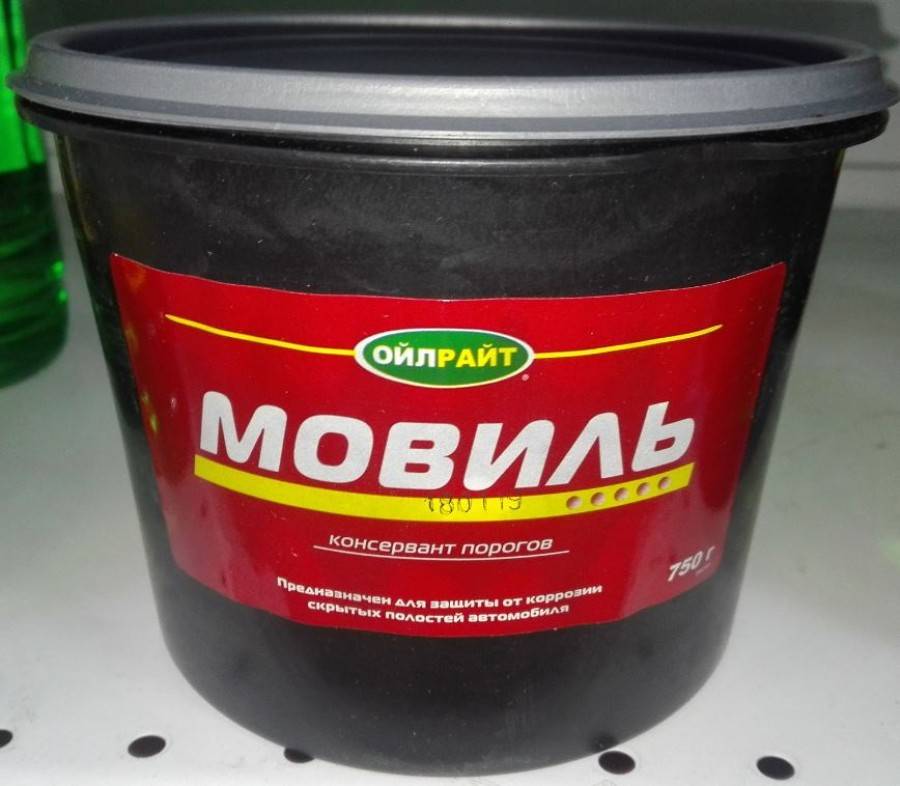 ОЙЛРАЙТ
МОВИЛЬ
180119
консервант порогов
750 г
Предназначен для защиты от коррозии
скрытых полостей автомобиля